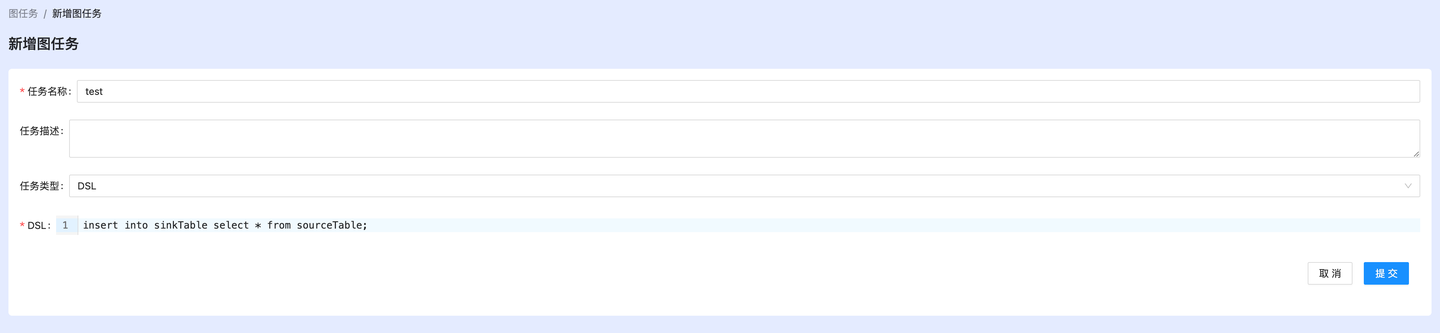 图任务 / 新增图任务
新增图任务
* 任务名称： test
任务描述：
任务类型： DSL
* DSL： 1 insert into sinkTable select * from sourceTable;
取 消 提 交